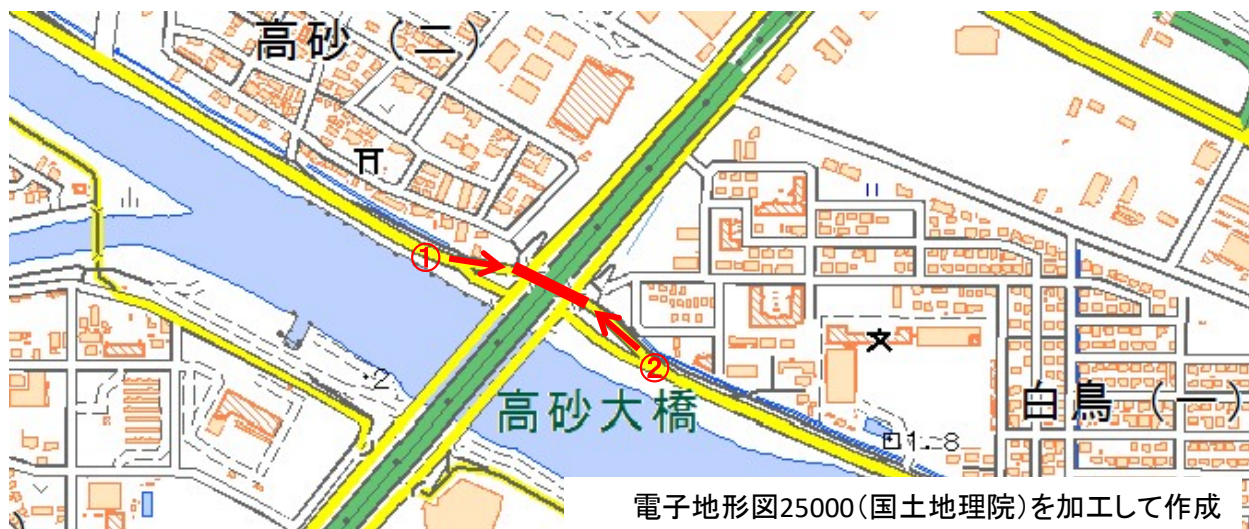 高砂（二）
①
②
・2
高砂大橋
白鳥（一）
1.-8
電子地形図25000(国土地理院)を加工して作成